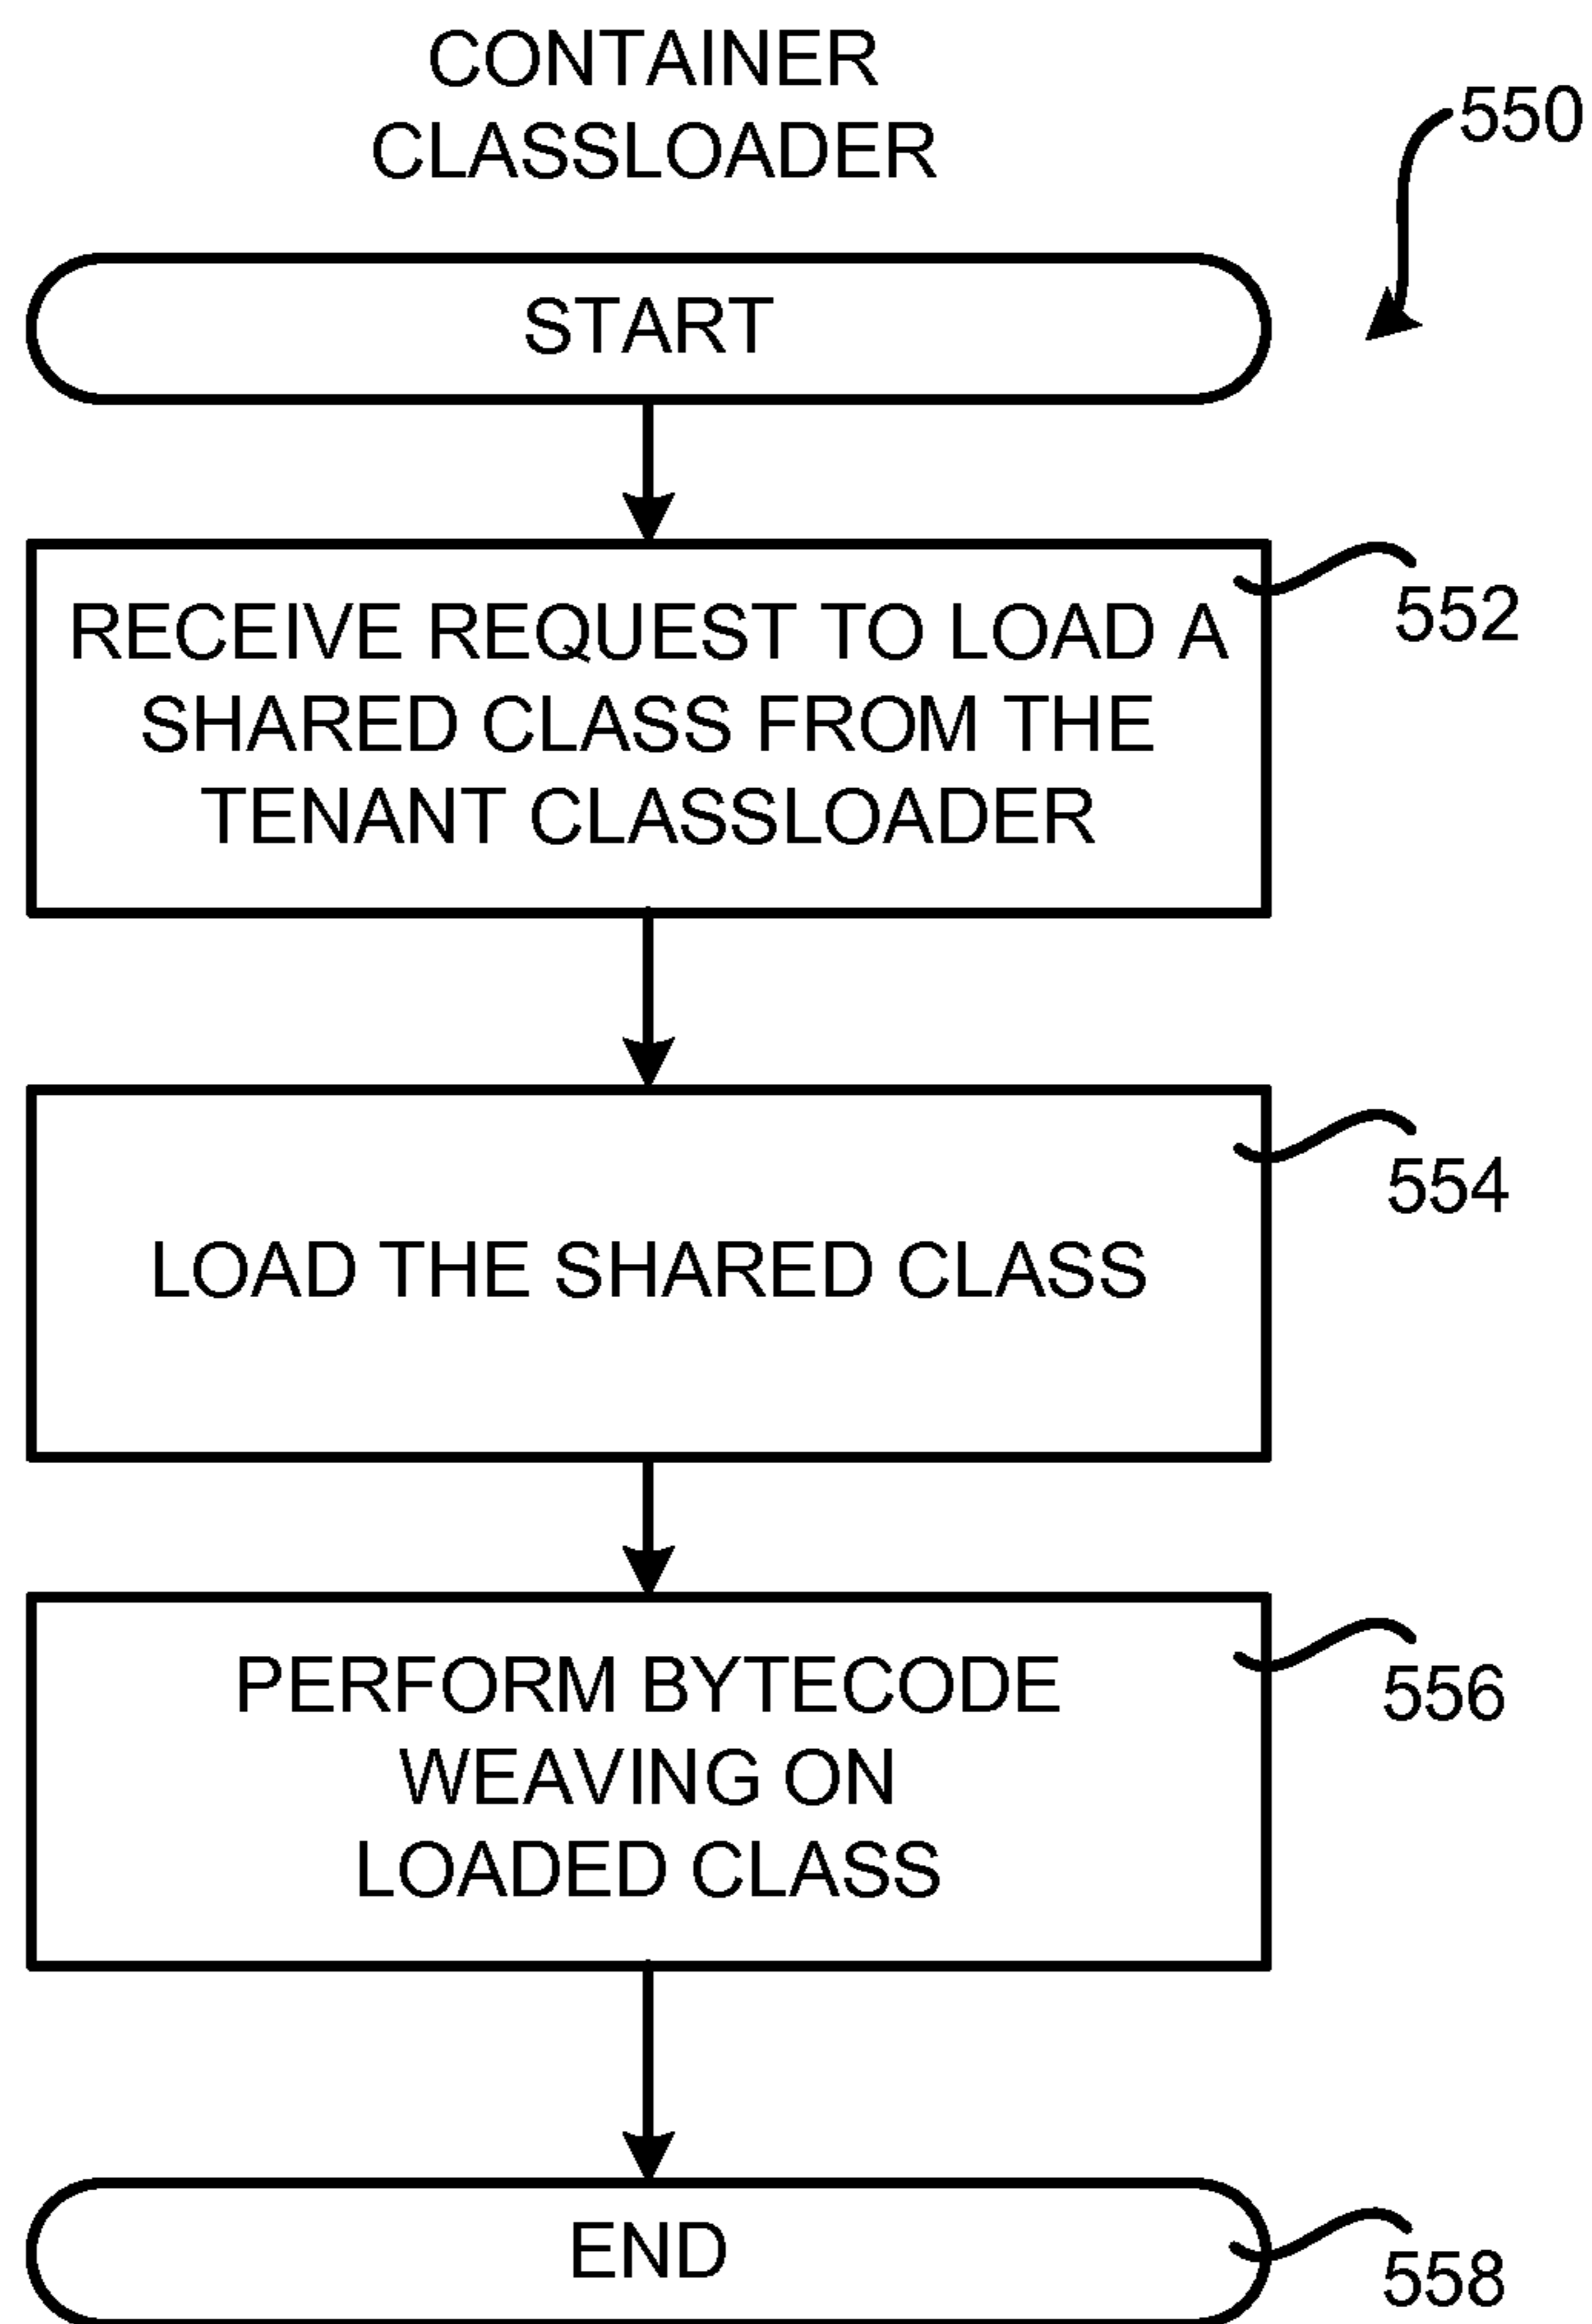 CONTAINER
CLASSLOADER
550
START
RECEIVE REQUEST TO LOAD A
SHARED CLASS FROM THE
TENANT CLASSLOADER
552
LOAD THE SHARED CLASS
554
PERFORM BYTECODE
WEAVING ON
LOADED CLASS
556
END
558